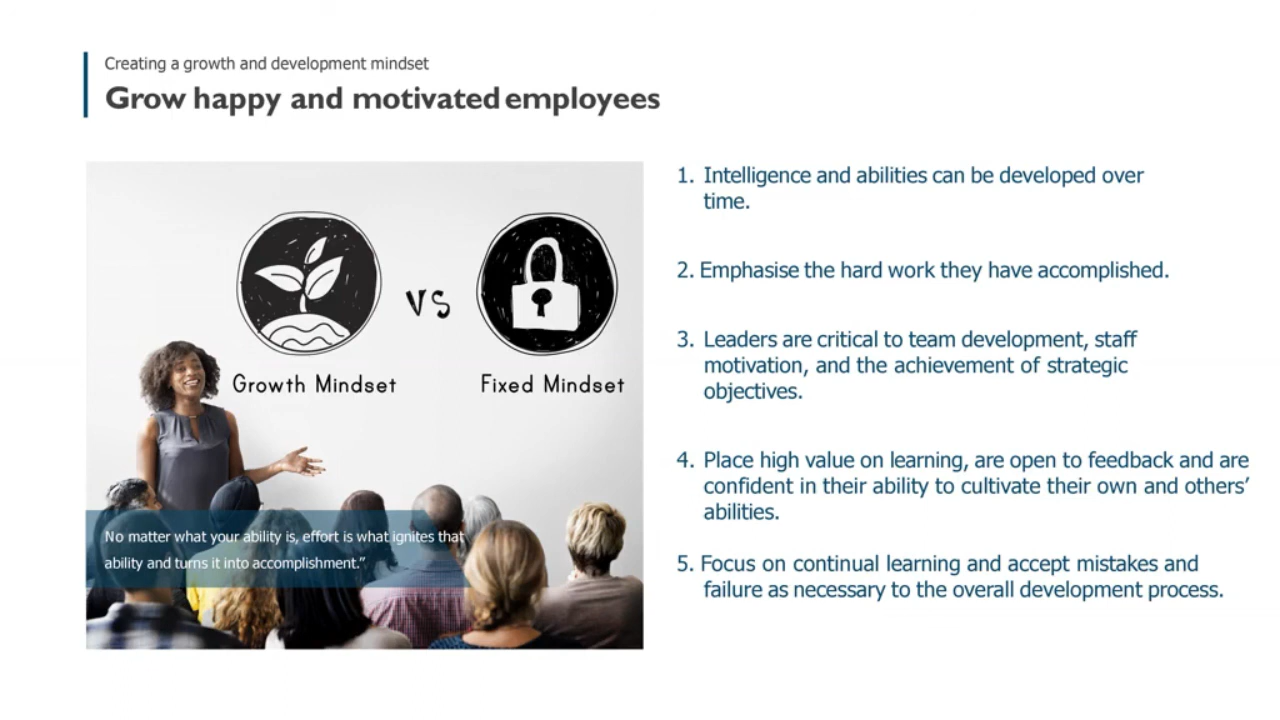 Creating a growth and development mindset
Grow happy and motivated employees
Growth Mindset
vs
Fixed Mindset
No matter what your ability is, effort is what ignites that
ability and turns it into accomplishment.”
1. Intelligence and abilities can be developed over
time.
2. Emphasise the hard work they have accomplished.
3. Leaders are critical to team development, staff
motivation, and the achievement of strategic
objectives.
4. Place high value on learning, are open to feedback and are
confident in their ability to cultivate their own and others’
abilities.
5. Focus on continual learning and accept mistakes and
failure as necessary to the overall development process.